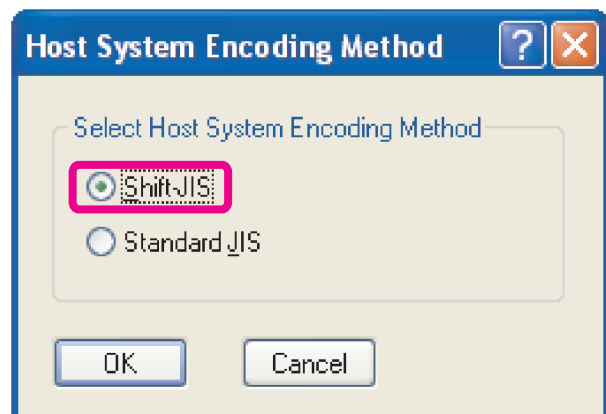 Host System Encoding Method
Select Host System Encoding Method
Shift-JIS
Standard JIS
OK
Cancel